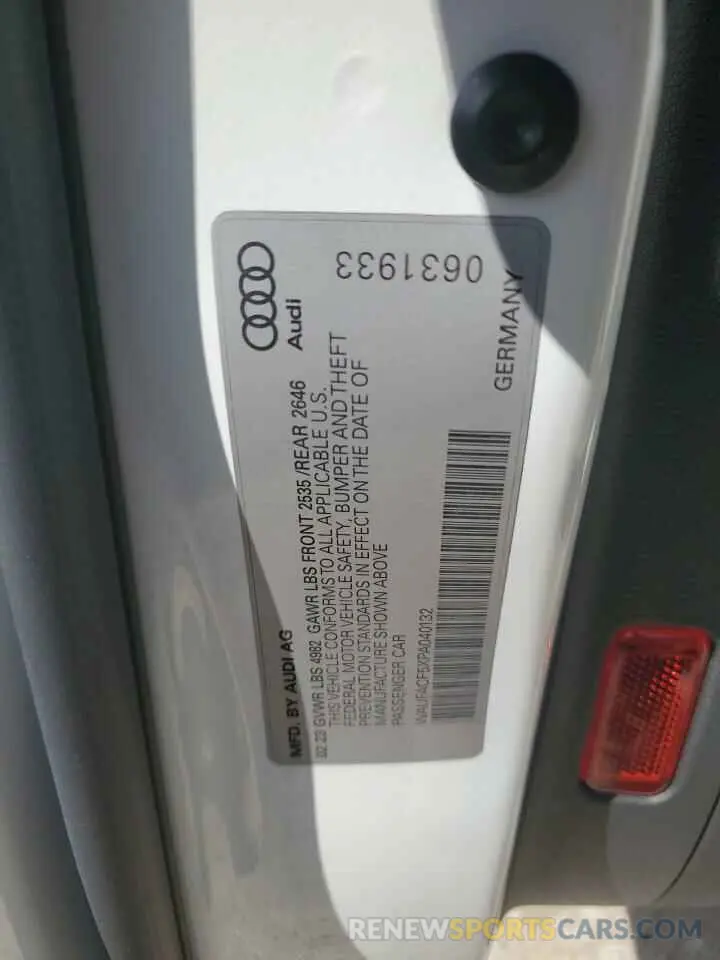 Audi
0631933
GERMANY
MFD. BY AUDI AG
02 23 GVWR LBS 4982 GAWR LBS FRONT 2535 /REAR 2646
THIS VEHICLE CONFORMS TO ALL APPLICABLE U.S.
FEDERAL MOTOR VEHICLE SAFETY, BUMPER AND THEFT
PREVENTION STANDARDS IN EFFECT ON THE DATE OF
MANUFACTURE SHOWN ABOVE
PASSENGER CAR
WAUFACF5XPA040132
RENEWSPORTSCARS.COM